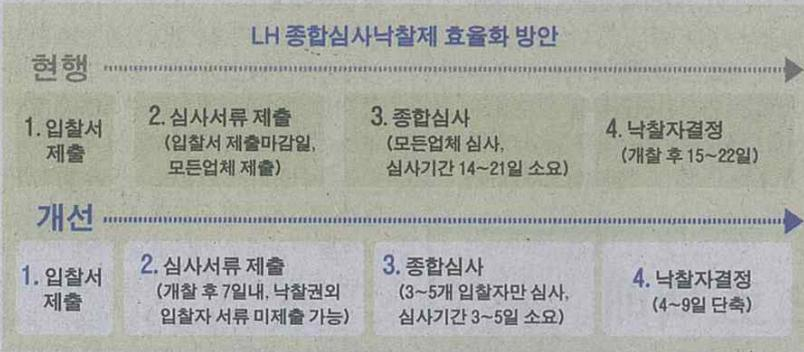 LH 종합심사낙찰제 효율화 방안
현행
1. 입찰서
제출
2. 심사서류 제출
(입찰서 제출마감일,
모든업체 제출)
3. 종합심사
(모든업체 심사,
심사기간 14~21일 소요)
4. 낙찰자결정
(개찰 후 15~22일)
개선
1. 입찰서
제출
2. 심사서류 제출
(개찰 후 7일내, 낙찰권외
입찰자 서류 미제출 가능)
3. 종합심사
(3~5개 입찰자만 심사,
심사기간 3~5일 소요)
4. 낙찰자결정
(4~9일 단축)